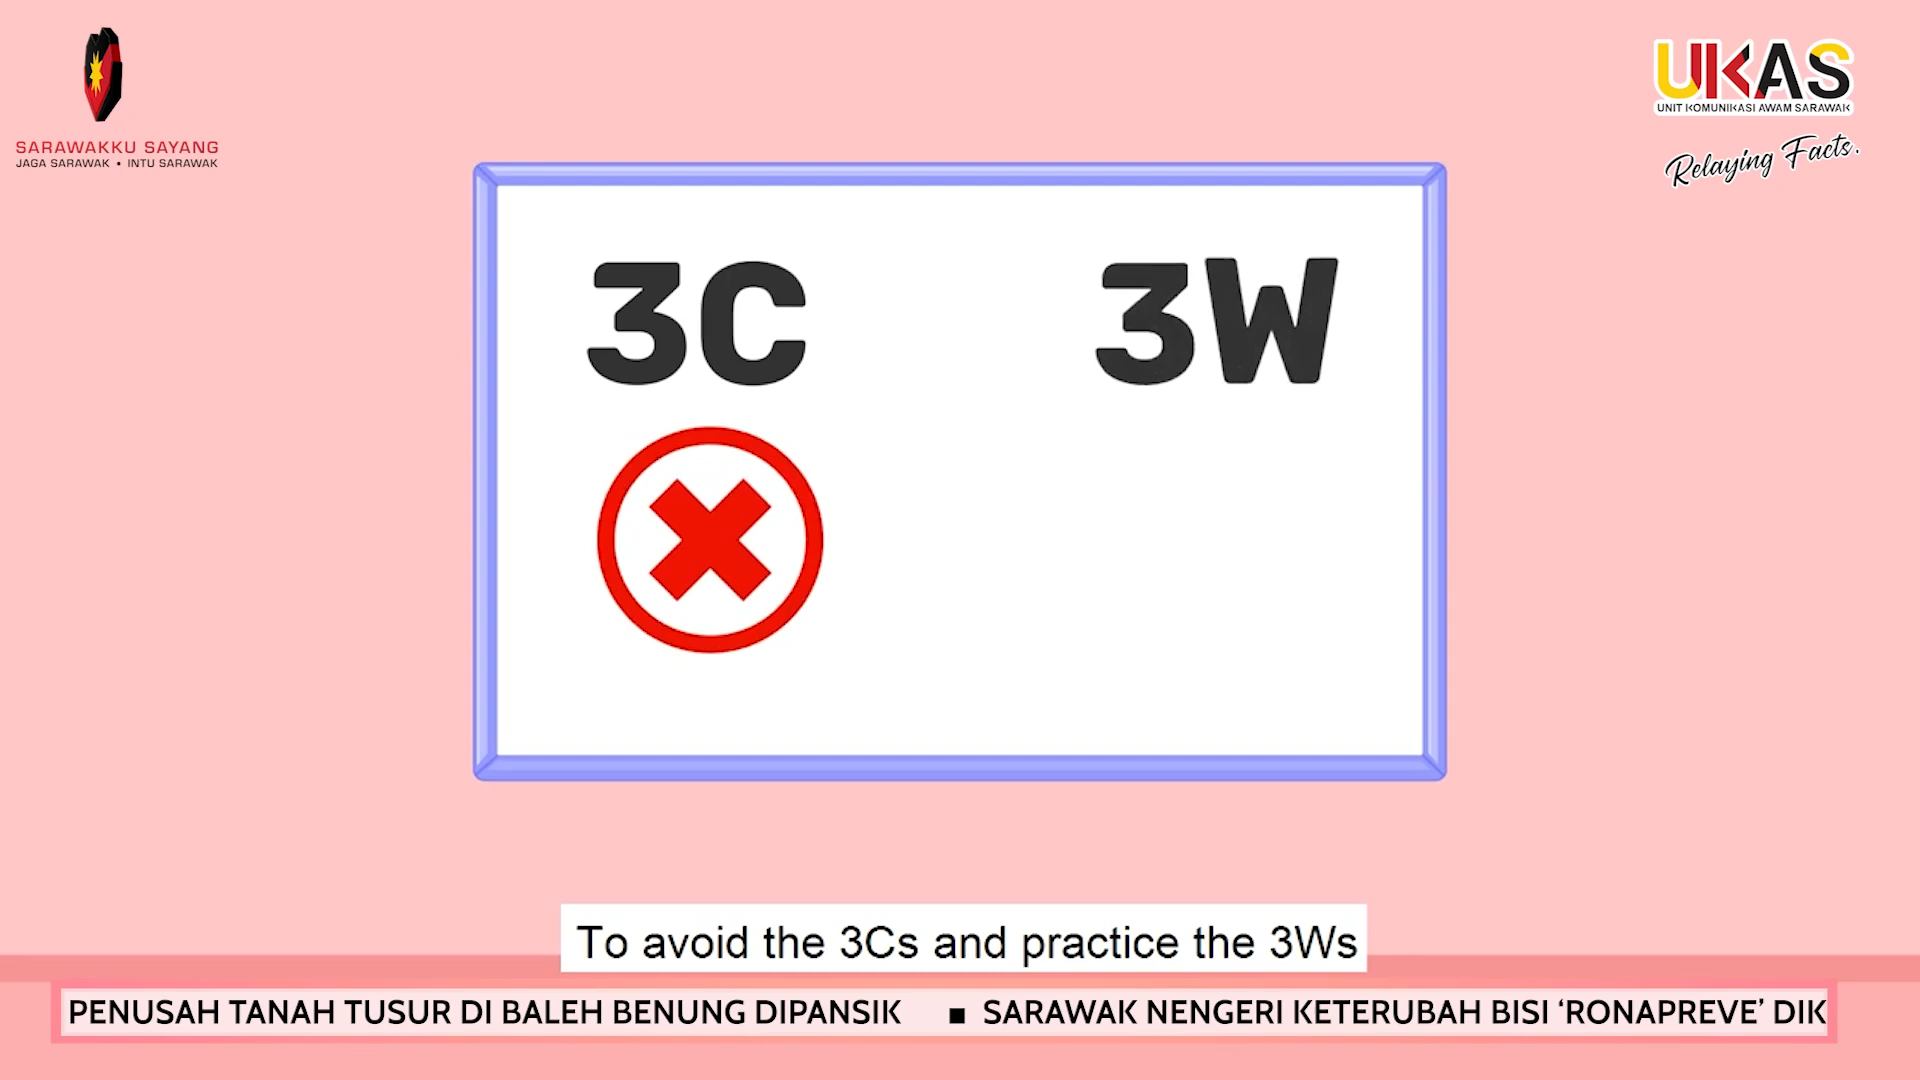 SARAWAKKU SAYANG
JAGA SARAWAK • INTU SARAWAK
UKAS
UNIT KOMUNIKASI AWAM SARAWAK
Relaying Facts.
3C
3W
To avoid the 3Cs and practice the 3Ws
PENUSAH TANAH TUSUR DI BALEH BENUNG DIPANSIK ■ SARAWAK NENGERI KETERUBAH BISI ‘RONAPREVE’ DIK